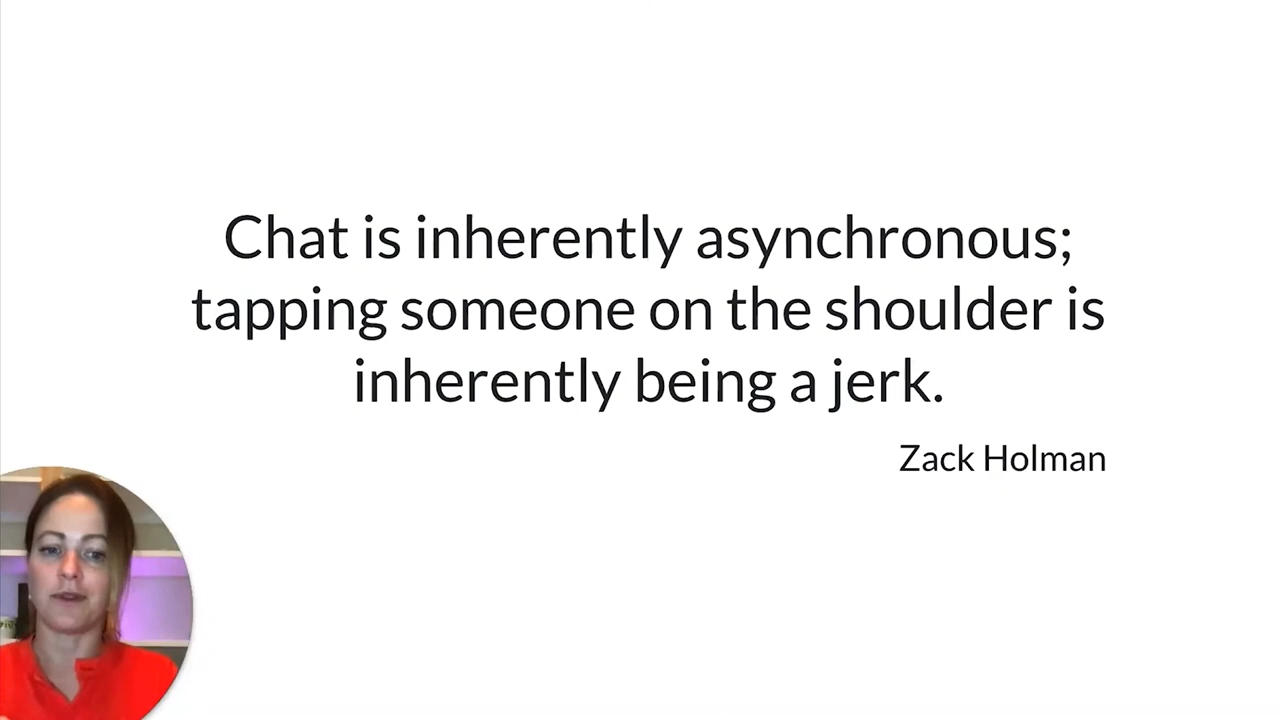 Chat is inherently asynchronous;
tapping someone on the shoulder is
inherently being a jerk.
Zack Holman